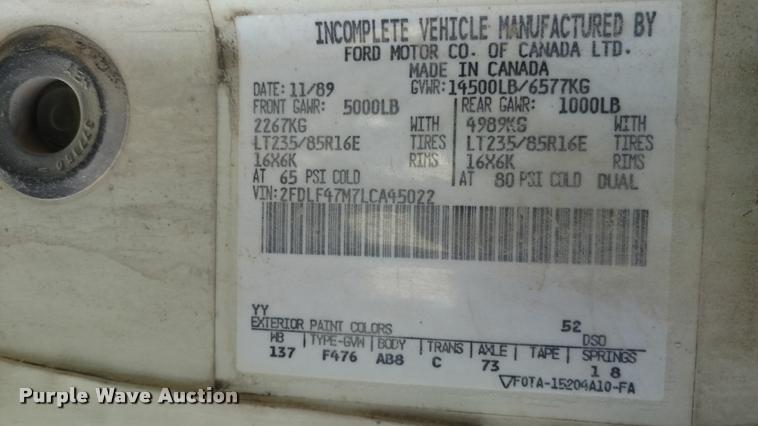 INCOMPLETE VEHICLE MANUFACTURED BY
FORD MOTOR CO. OF CANADA LTD.
MADE IN CANADA
DATE: 11/89 GVWR: 14500LB/6577KG
FRONT GAWR: 5000LB REAR GAWR: 1000LB
2267KG WITH 4989KG WITH
LT235/85R16E TIRES LT235/85R16E TIRES
16X6K RIMS 16X6K RIMS
AT 65 PSI COLD AT 80 PSI COLD DUAL
VIN: 2FDLF47M7LCA45022
YY 52
EXTERIOR PAINT COLORS DSO
WB TYPE-GVW BODY TRANS AXLE TAPE SPRINGS
137 F476 AB8 C 73 1 8
F0TA-15204A10-FA
Purple Wave Auction